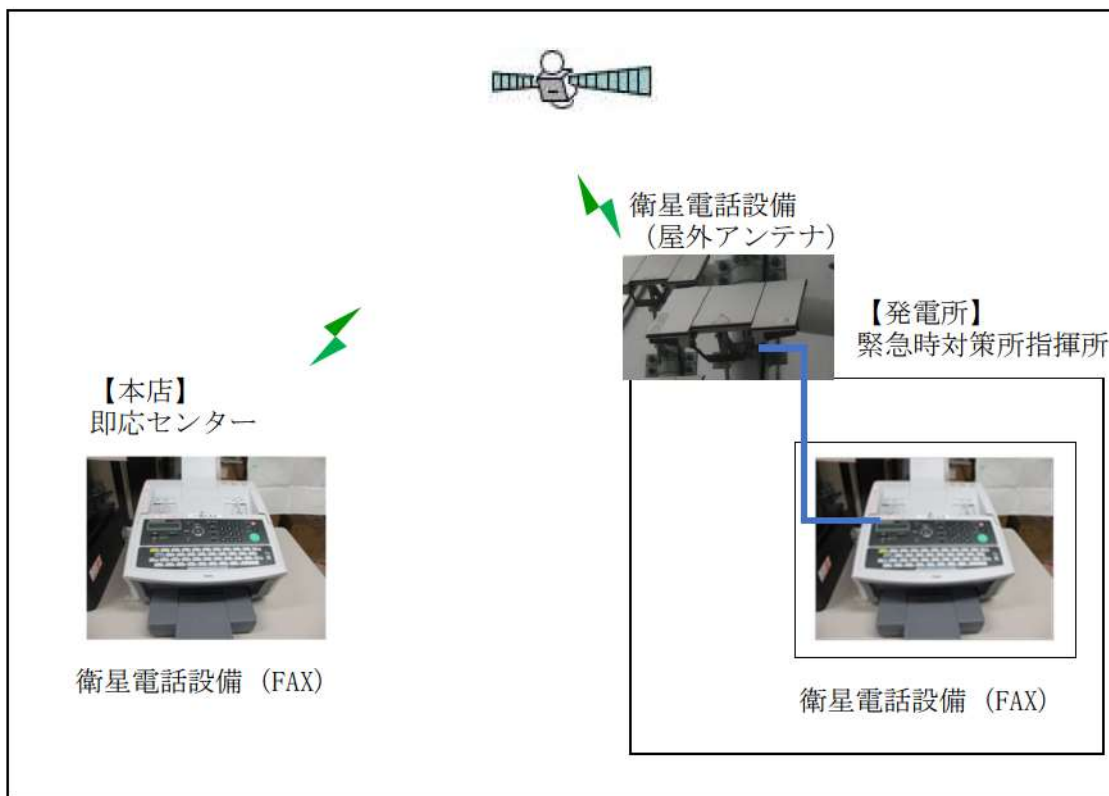 衛星電話設備
(屋外アンテナ)
【発電所】
緊急時対策所指揮所
【本店】
即応センター
衛星電話設備 (FAX)
衛星電話設備 (FAX)